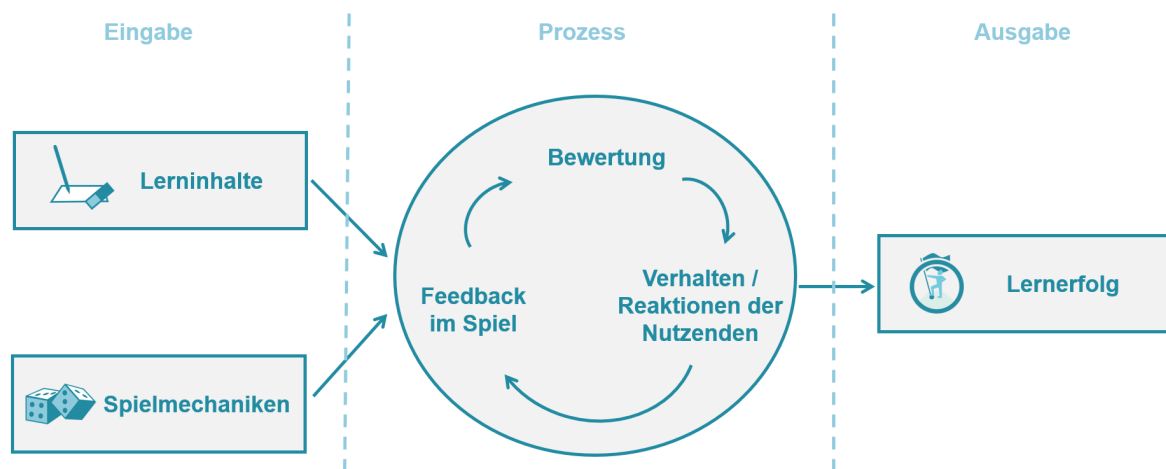 Eingabe
Prozess
Ausgabe
Lerninhalte
Spielmechaniken
Bewertung
Verhalten /
Reaktionen der
Nutzenden
Feedback
im Spiel
Lernerfolg